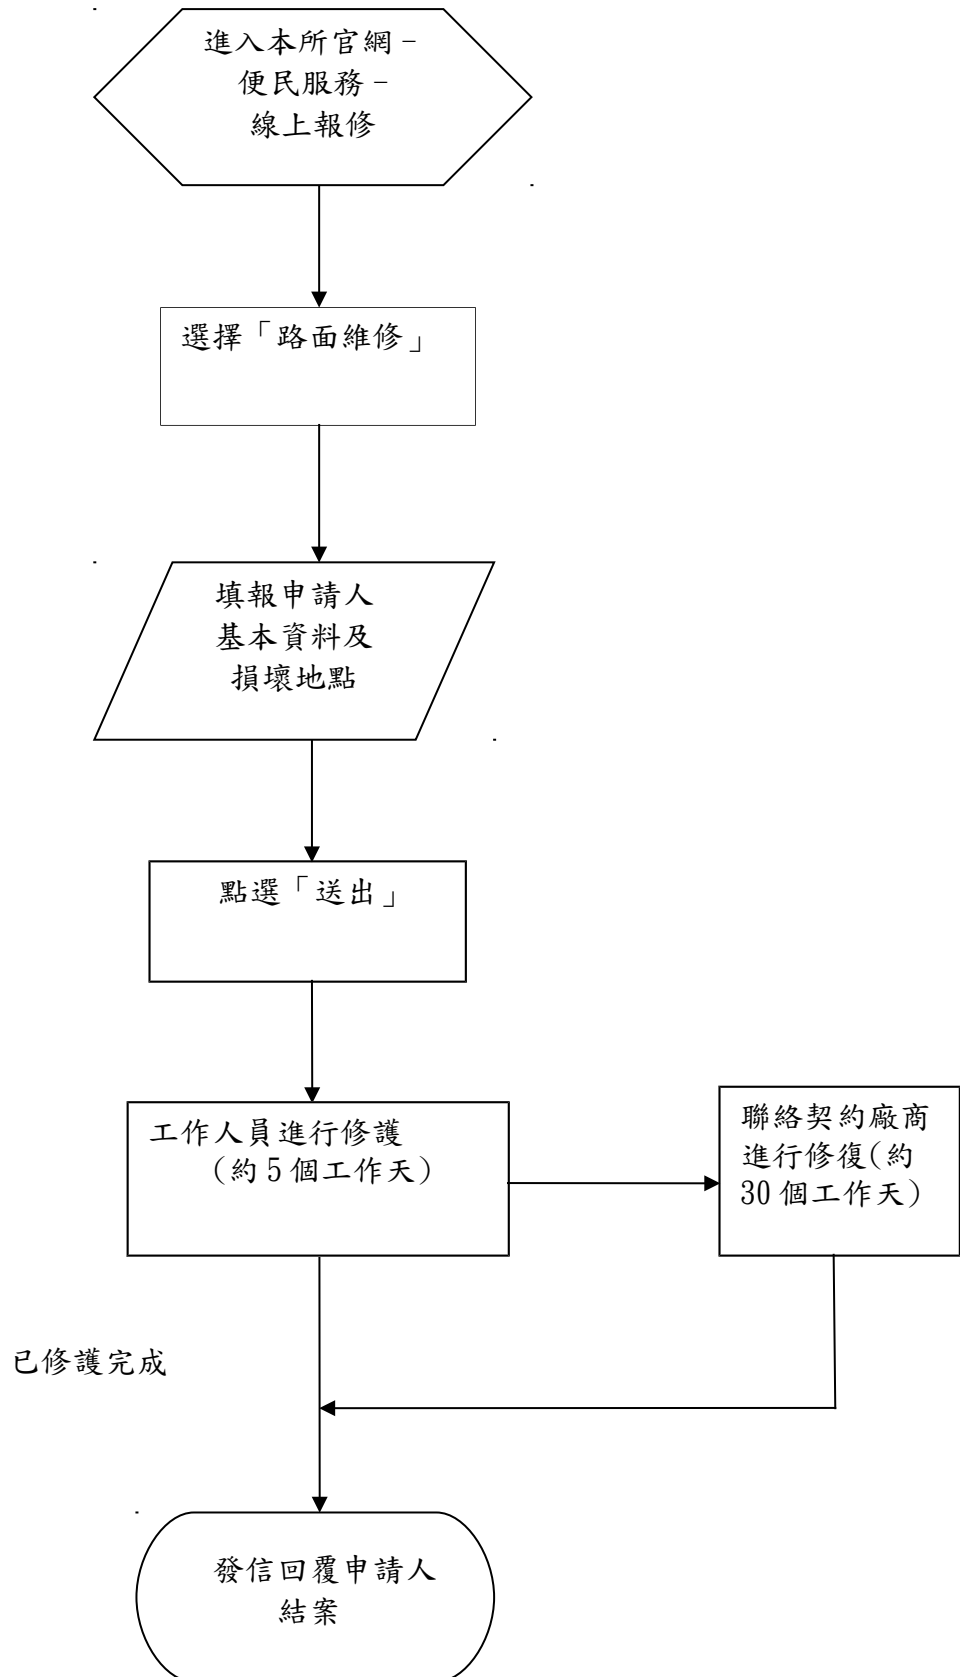 進入本所官網－
便民服務－
線上報修
選擇「路面維修」
填報申請人
基本資料及
損壞地點
點選「送出」
工作人員進行修護
(約5個工作天)
聯絡契約廠商
進行修復(約
30個工作天)
已修護完成
發信回覆申請人
結案